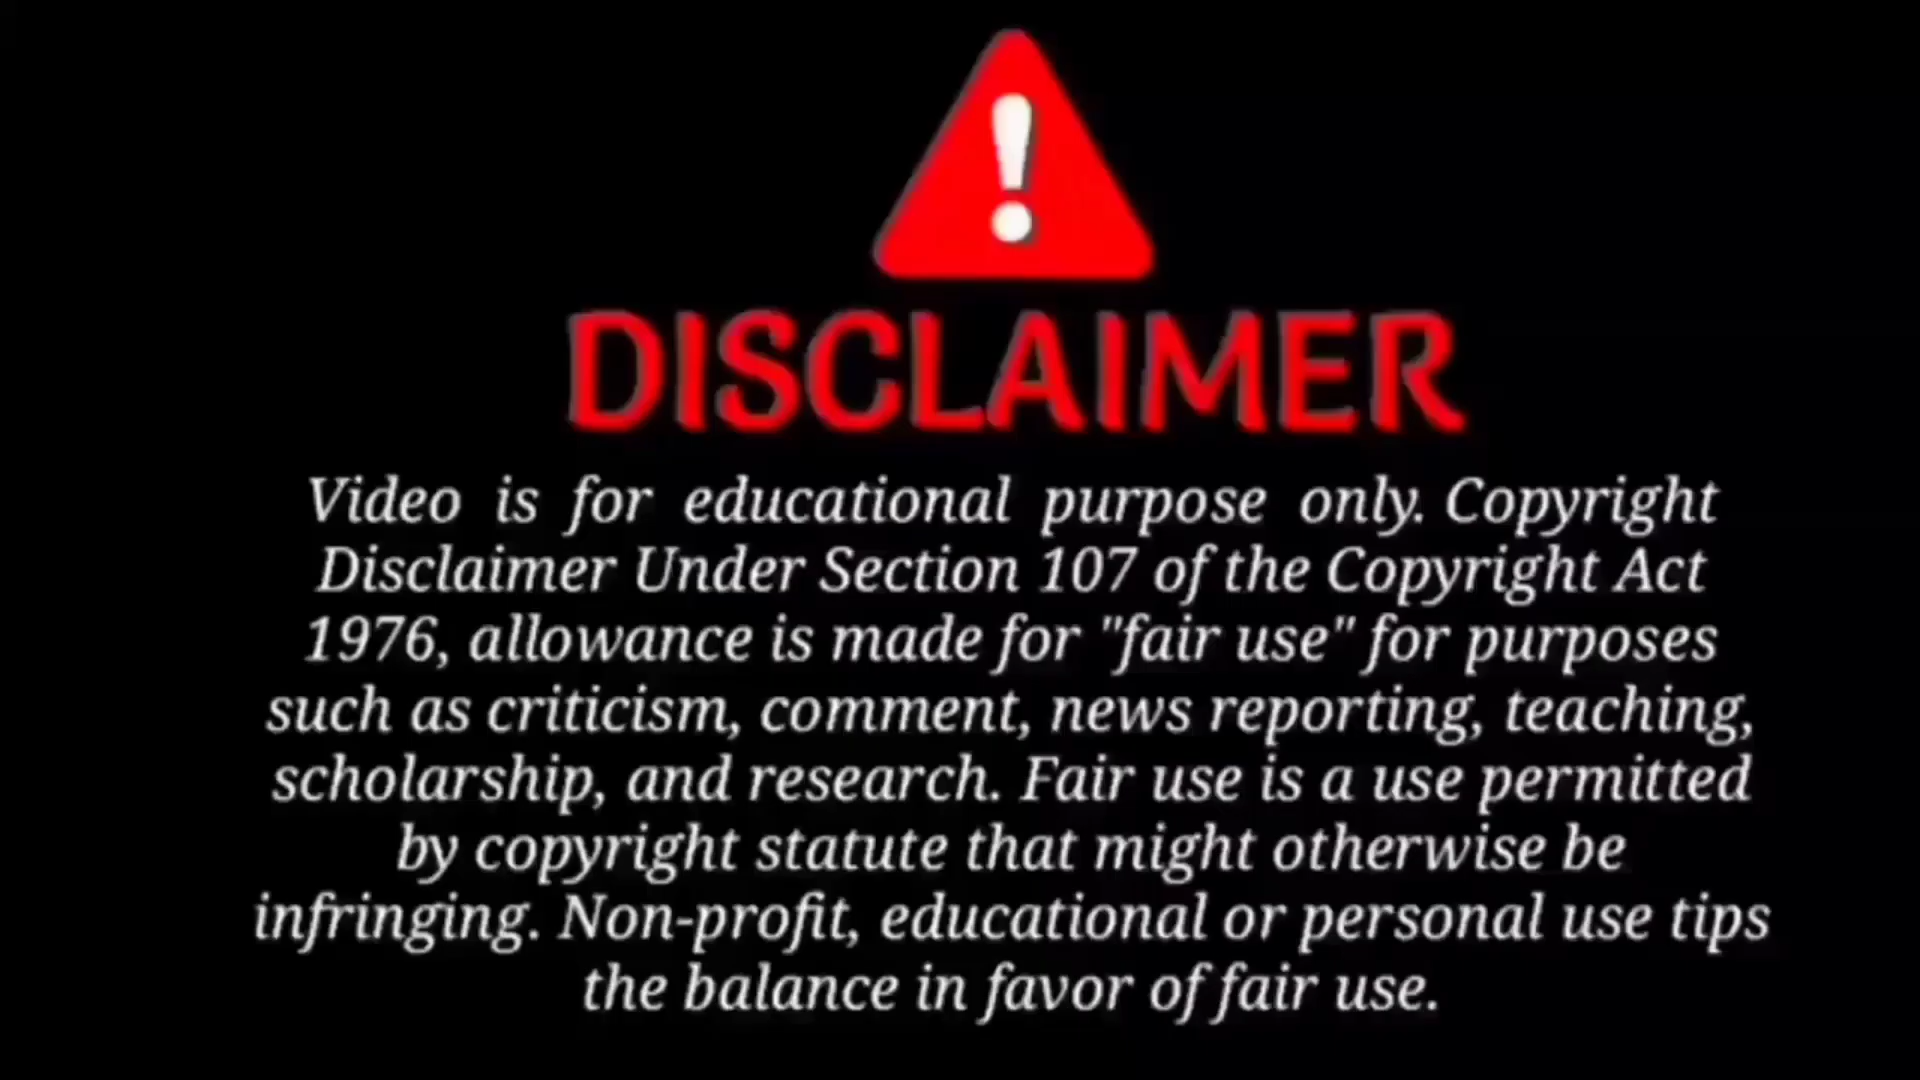 DISCLAIMER
Video is for educational purpose only. Copyright
Disclaimer Under Section 107 of the Copyright Act
1976, allowance is made for "fair use" for purposes
such as criticism, comment, news reporting, teaching,
scholarship, and research. Fair use is a use permitted
by copyright statute that might otherwise be
infringing. Non-profit, educational or personal use tips
the balance in favor of fair use.